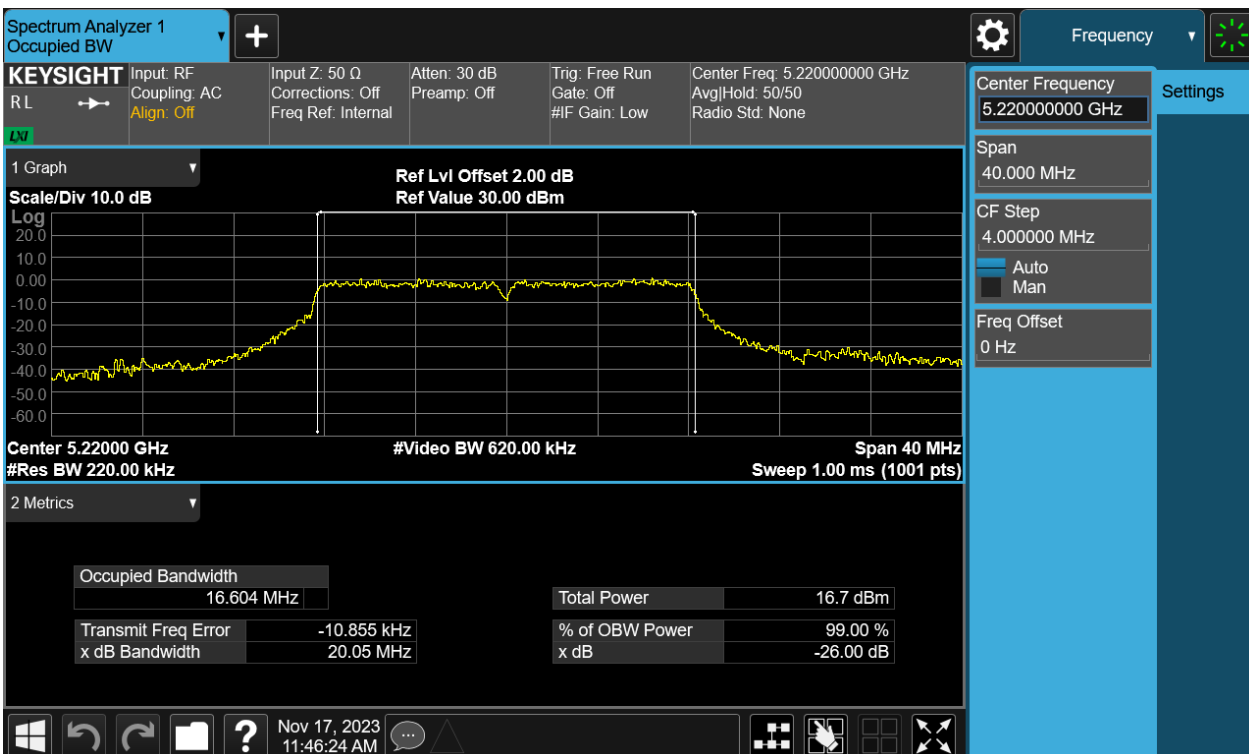 Spectrum Analyzer 1
Occupied BW
+
Frequency
KEYSIGHT
RL
LXI
Input: RF
Coupling: AC
Align: Off
Input Z: 50 Ω
Corrections: Off
Freq Ref: Internal
Atten: 30 dB
Preamp: Off
Trig: Free Run
Gate: Off
#IF Gain: Low
Center Freq: 5.220000000 GHz
Avg|Hold: 50/50
Radio Std: None
Center Frequency
5.220000000 GHz
Settings
Span
40.000 MHz
CF Step
4.000000 MHz
Auto
Man
Freq Offset
0 Hz
1 Graph
Scale/Div 10.0 dB
Ref Lvl Offset 2.00 dB
Ref Value 30.00 dBm
Log
20.0
10.0
0.00
-10.0
-20.0
-30.0
-40.0
-50.0
-60.0
Center 5.22000 GHz
#Video BW 620.00 kHz
Span 40 MHz
#Res BW 220.00 kHz
Sweep 1.00 ms (1001 pts)
2 Metrics
Occupied Bandwidth
16.604 MHz
Total Power 16.7 dBm
Transmit Freq Error -10.855 kHz
% of OBW Power 99.00 %
x dB Bandwidth 20.05 MHz
x dB -26.00 dB
?
Nov 17, 2023
11:46:24 AM